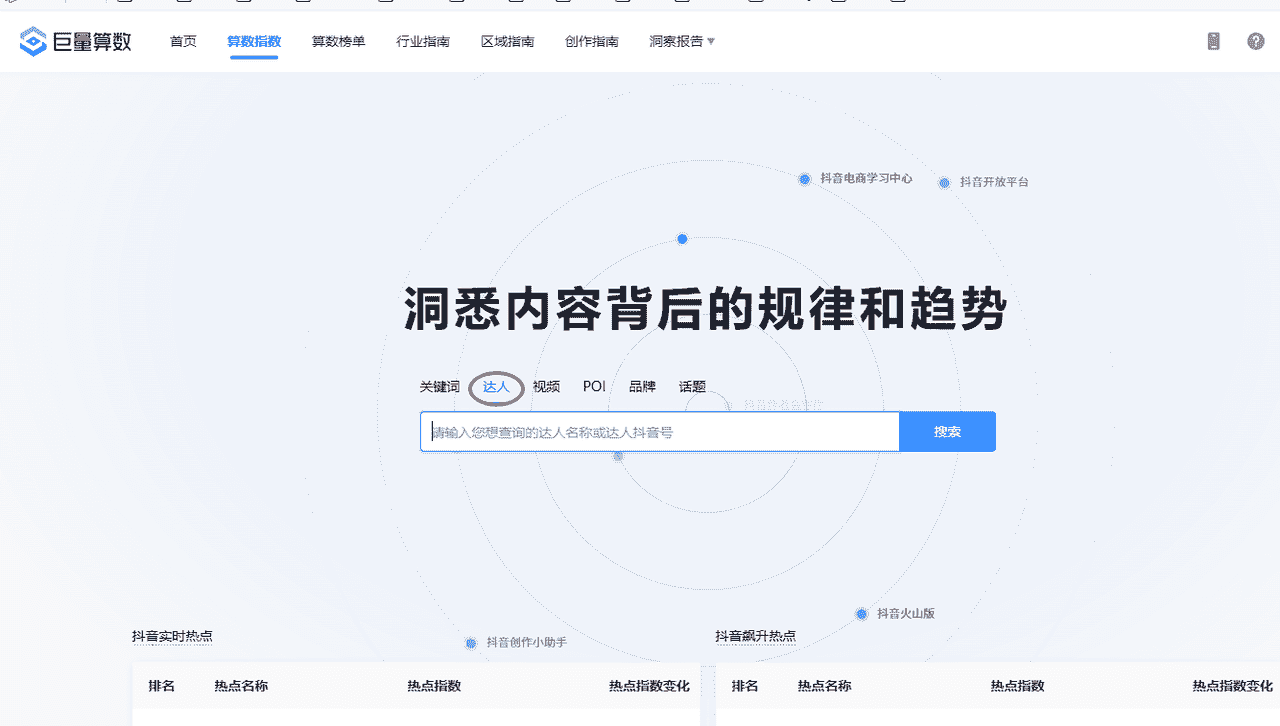 巨量算数 首页 算数指数 算数榜单 行业指南 区域指南 创作指南 洞察报告
抖音电商学习中心 抖音开放平台
洞悉内容背后的规律和趋势
关键词 达人 视频 POI 品牌 话题
请输入您想查询的达人名称或达人抖音号 搜索
抖音火山版
抖音实时热点 抖音创作小助手 抖音飙升热点
排名 热点名称 热点指数 热点指数变化 排名 热点名称 热点指数 热点指数变化